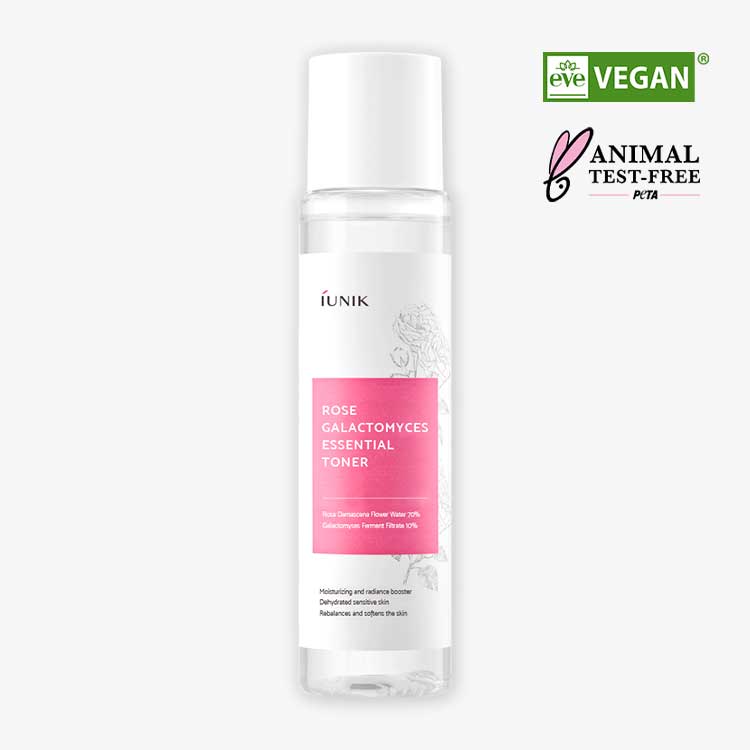 íUNIK
ROSE
GALACTOMYCES
ESSENTIAL
TONER
Rosa Damascena Flower Water 70%
Galactomyces Ferment Filtrate 10%
Moisturizing and radiance booster
Dehydrated sensitive skin
Rebalances and softens the skin
eve VEGAN®
ANIMAL
TEST-FREE
PETA